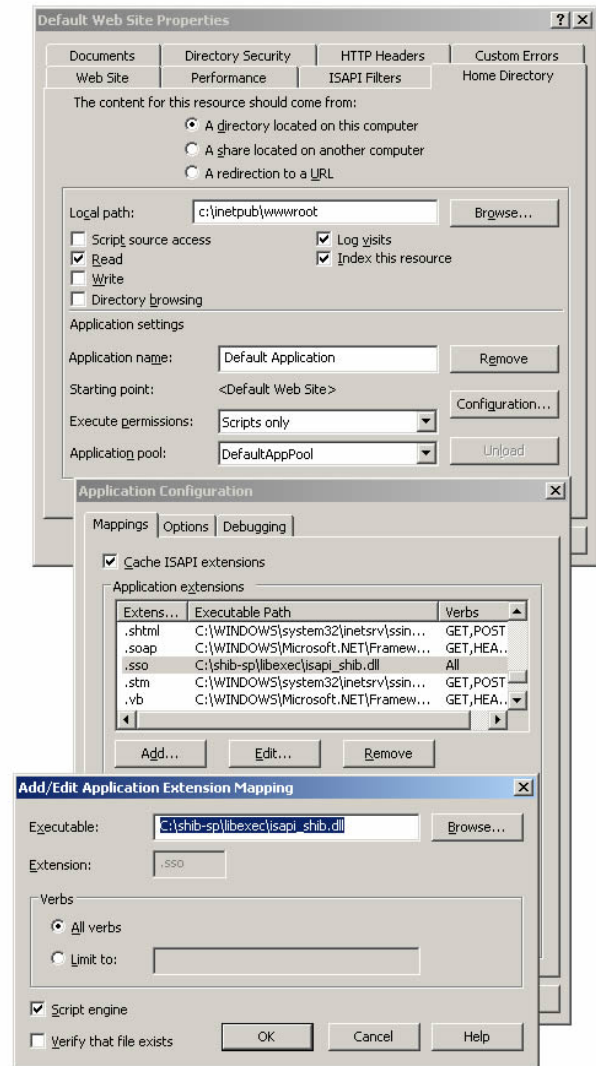 Default Web Site Properties
Documents Directory Security HTTP Headers Custom Errors
Web Site Performance ISAPI Filters Home Directory
The content for this resource should come from:
A directory located on this computer
A share located on another computer
A redirection to a URL
Local path: c:\inetpub\wwwroot Browse...
Script source access Log visits
Read Index this resource
Write
Directory browsing
Application settings
Application name: Default Application Remove
Starting point: <Default Web Site>
Configuration...
Execute permissions: Scripts only
Application pool: DefaultAppPool Unload
Application Configuration
Mappings Options Debugging
Cache ISAPI extensions
Application extensions
Extens... Executable Path Verbs
.shtml C:\WINDOWS\system32\inetsrv\ssin... GET,POST
.soap C:\WINDOWS\Microsoft.NET\Framew... GET,HEA..
.sso C:\shib-sp\libexec\isapi_shib.dll All
.stm C:\WINDOWS\system32\inetsrv\ssin... GET,POST
.vb C:\WINDOWS\Microsoft.NET\Framew... GET,HEA..
Add... Edit... Remove
Add/Edit Application Extension Mapping
Executable: C:\shib-sp\libexec\isapi_shib.dll Browse...
Extension: .sso
Verbs
All verbs
Limit to:
Script engine
Verify that file exists OK Cancel Help